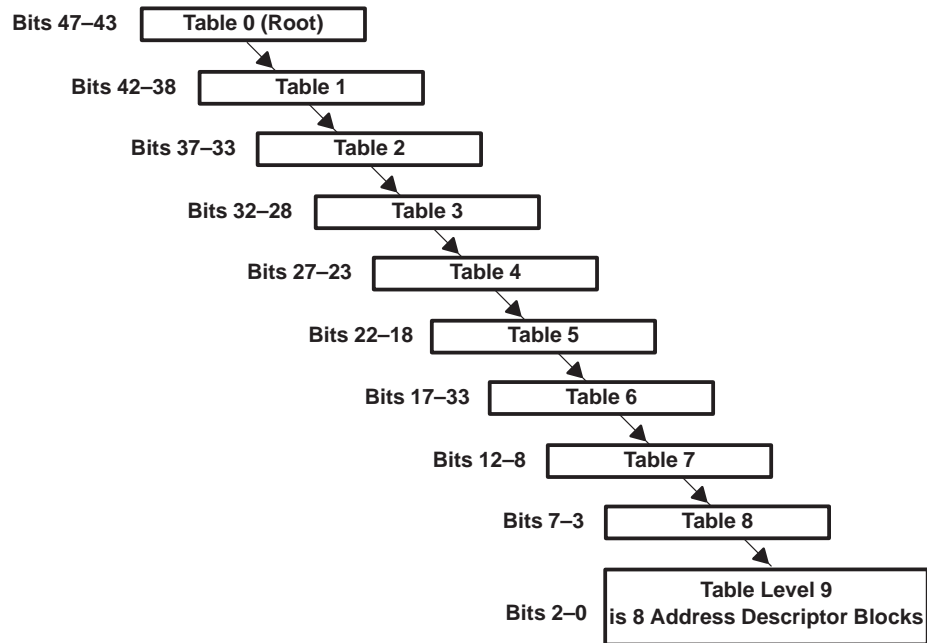 Bits 47–43 Table 0 (Root)
Bits 42–38 Table 1
Bits 37–33 Table 2
Bits 32–28 Table 3
Bits 27–23 Table 4
Bits 22–18 Table 5
Bits 17–33 Table 6
Bits 12–8 Table 7
Bits 7–3 Table 8
Table Level 9
Bits 2–0 is 8 Address Descriptor Blocks